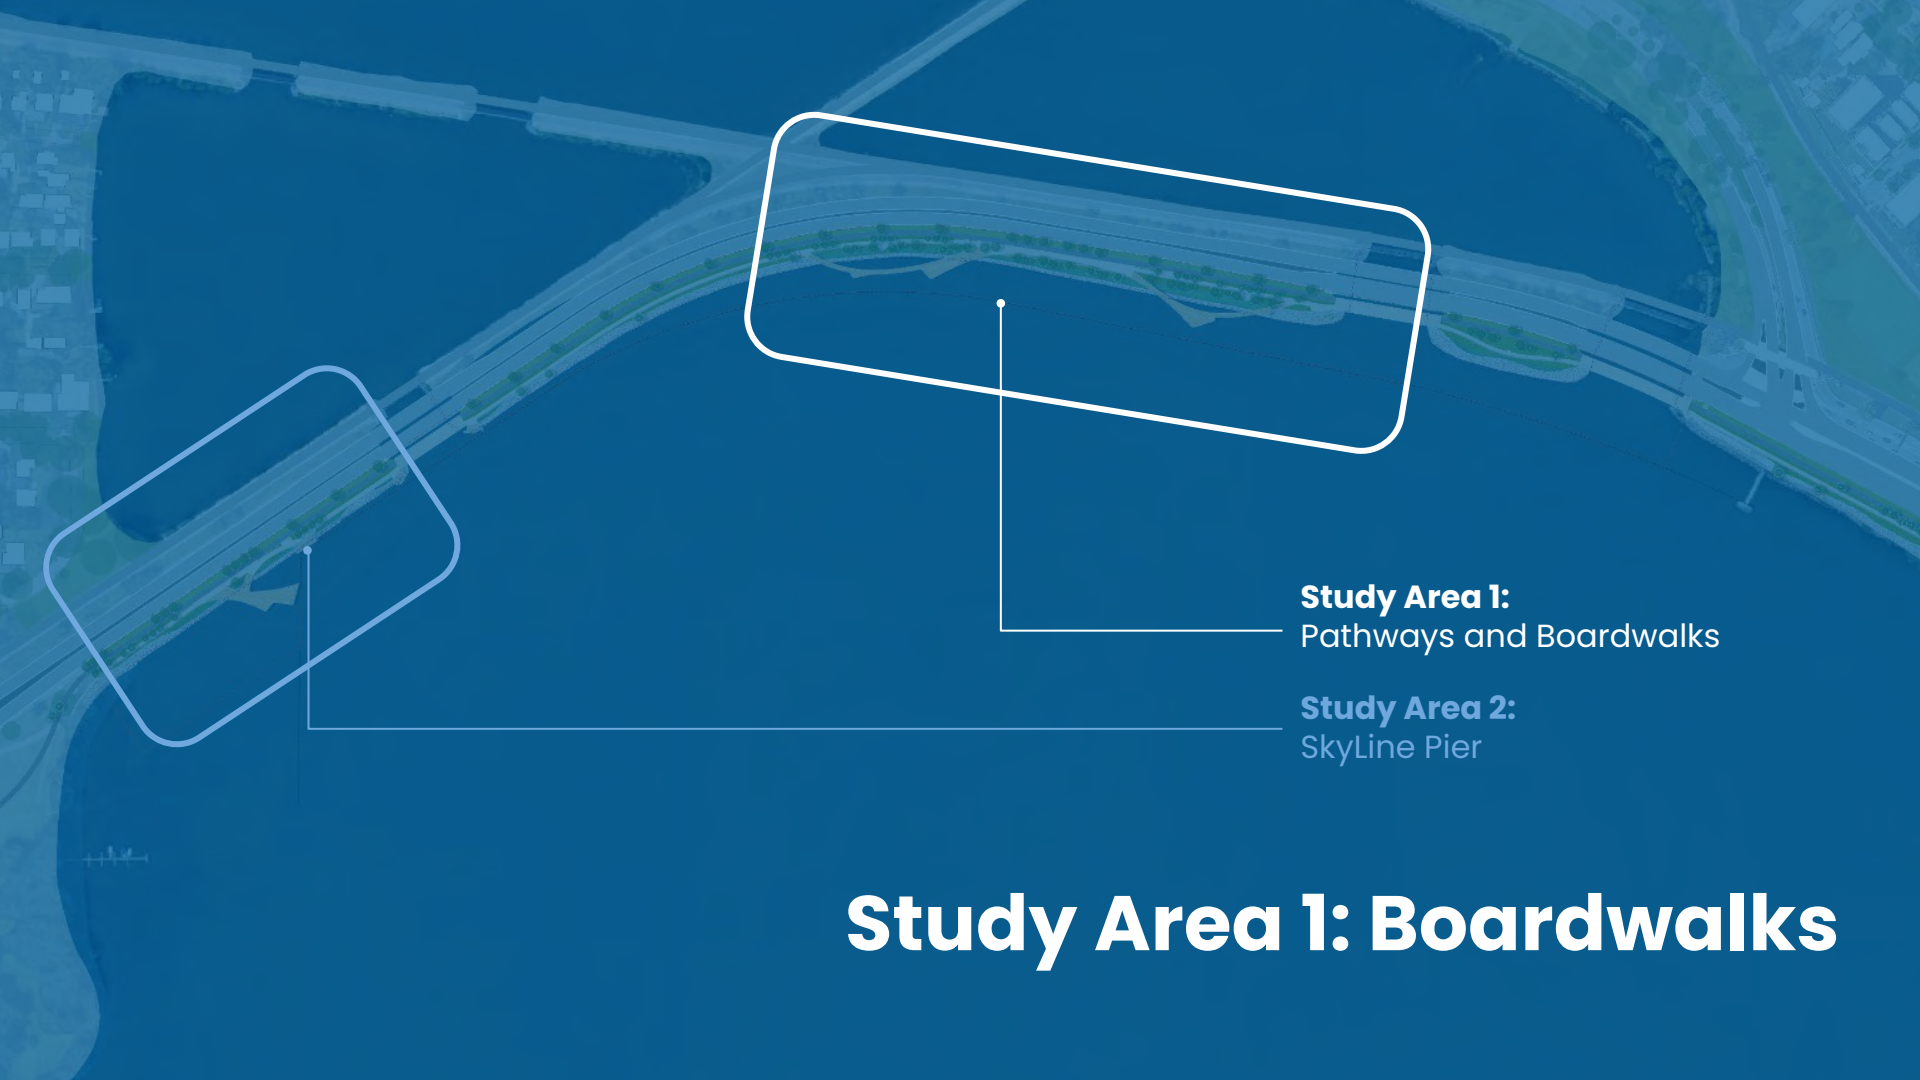 Study Area 1:
Pathways and Boardwalks
Study Area 2:
SkyLine Pier
Study Area 1: Boardwalks